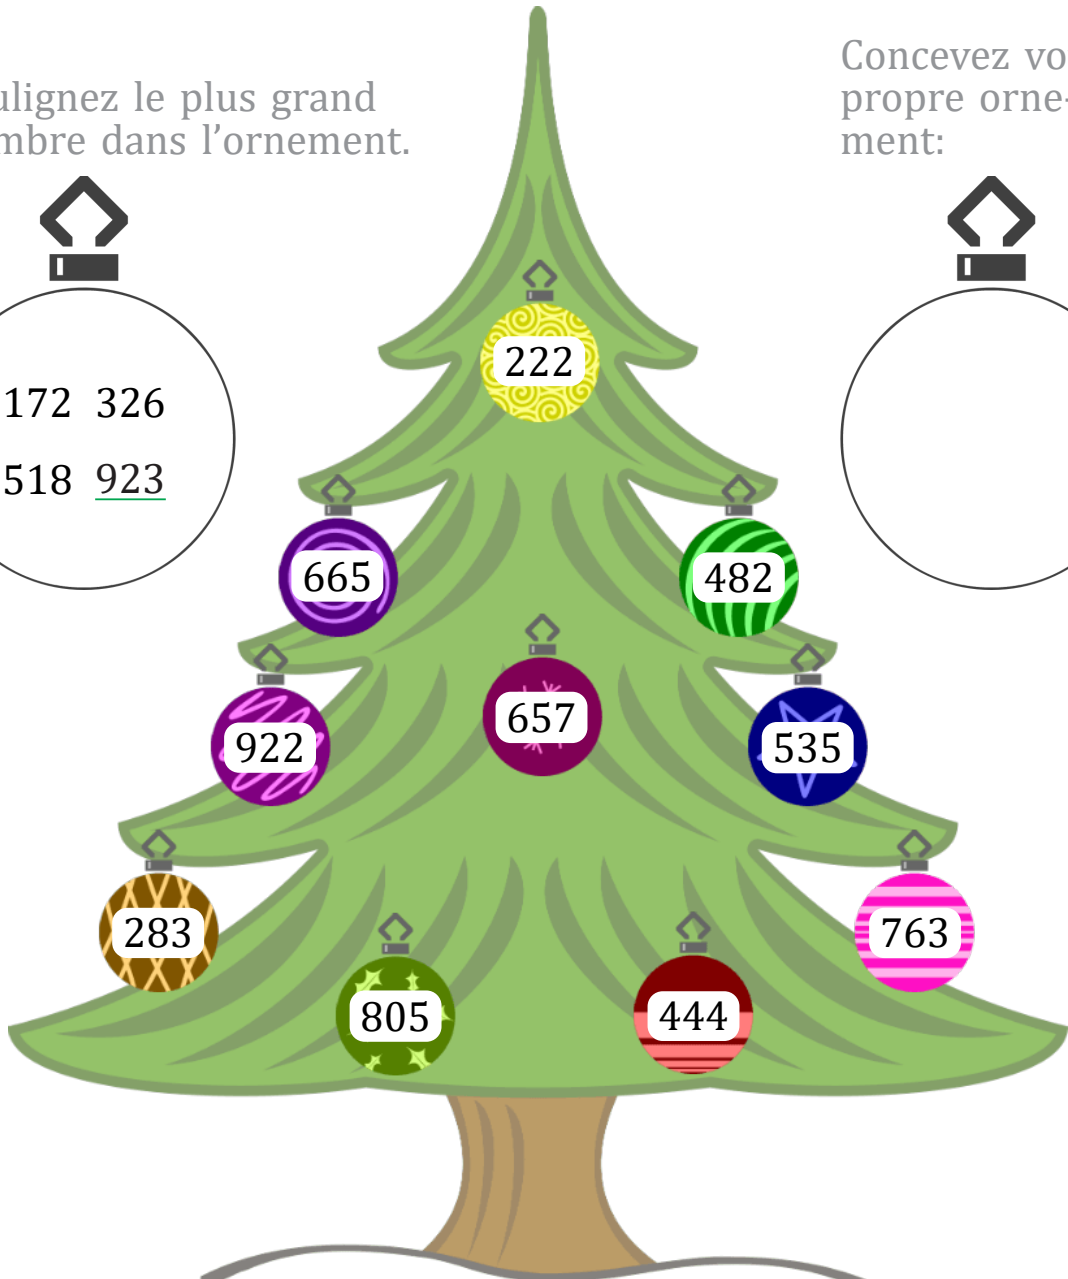 ulignez le plus grand
mbre dans l’ornement.
Concevez vo
propre orne-
ment:
172 326
518 923
222
665
482
922
657
535
283
763
805
444